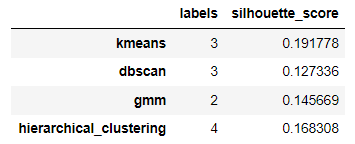 labels silhouette_score
kmeans 3 0.191778
dbscan 3 0.127336
gmm 2 0.145669
hierarchical_clustering 4 0.168308